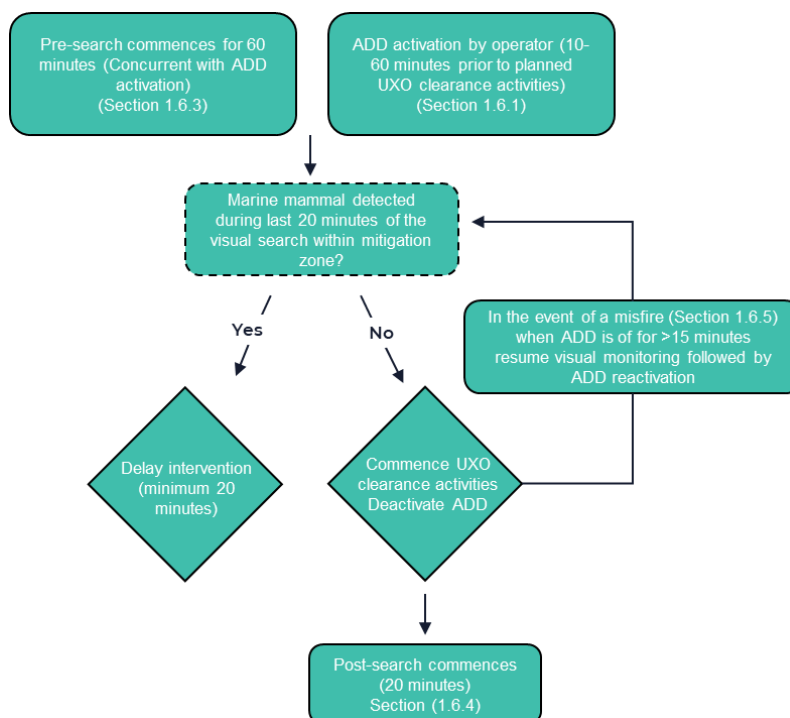 Pre-search commences for 60
minutes (Concurrent with ADD
activation)
(Section 1.6.3)
ADD activation by operator (10-
60 minutes prior to planned
UXO clearance activities)
(Section 1.6.1)
Marine mammal detected
during last 20 minutes of the
visual search within mitigation
zone?
Yes
No
In the event of a misfire (Section 1.6.5)
when ADD is of for >15 minutes
resume visual monitoring followed by
ADD reactivation
Delay intervention
(minimum 20
minutes)
Commence UXO
clearance activities
Deactivate ADD
Post-search commences
(20 minutes)
Section (1.6.4)